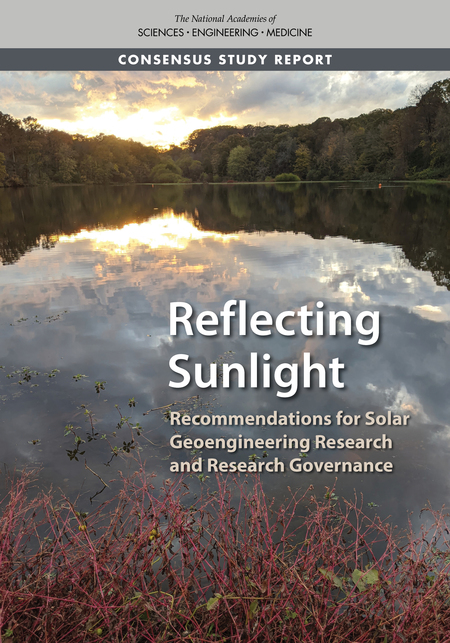 The National Academies of
SCIENCES • ENGINEERING • MEDICINE
CONSENSUS STUDY REPORT
Reflecting
Sunlight
Recommendations for Solar
Geoengineering Research
and Research Governance